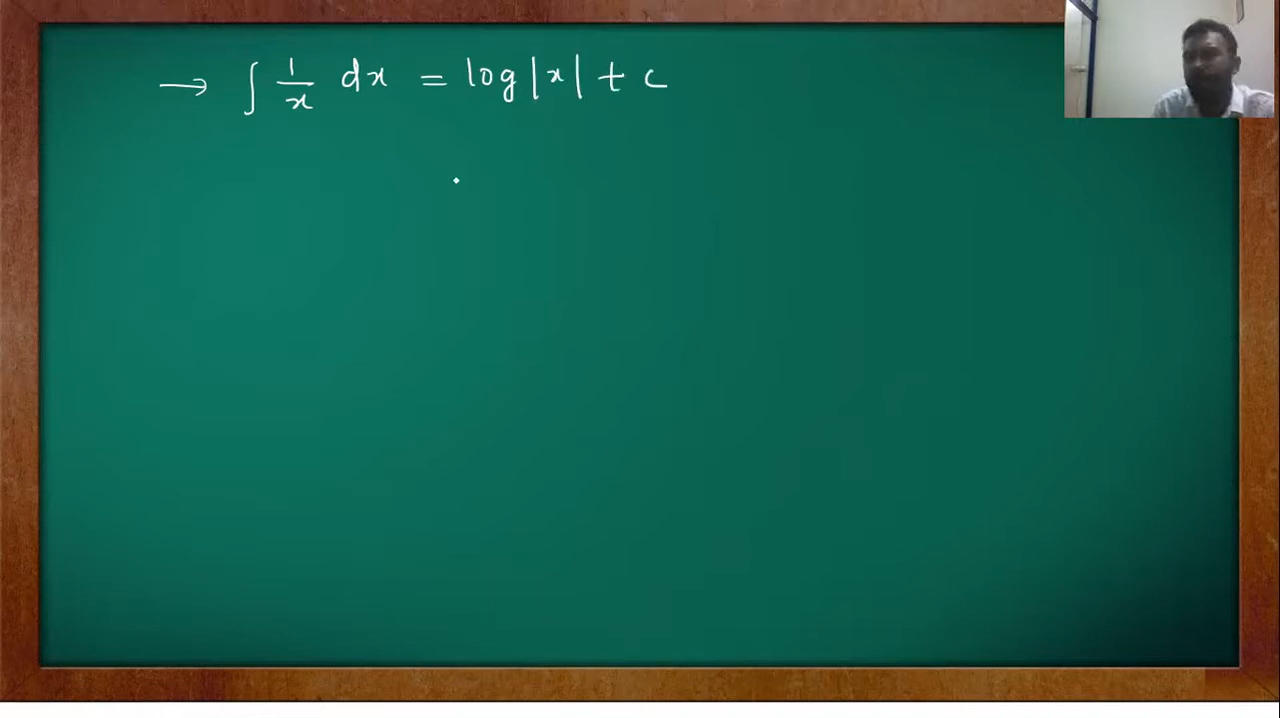 → ∫ 1/x dx = log|x| + c